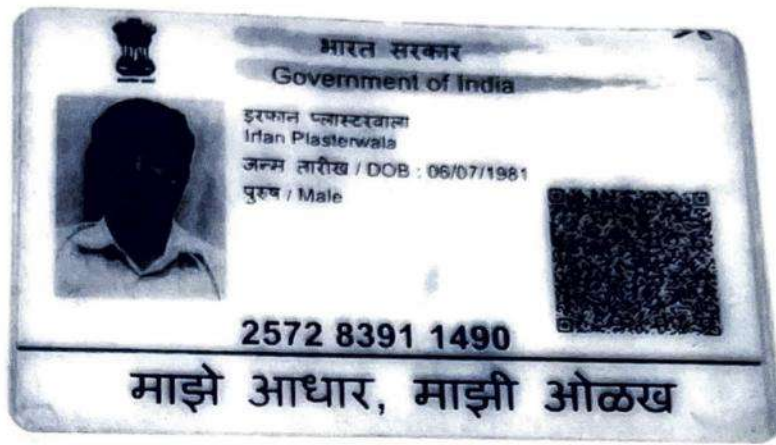 भारत सरकार
Government of India
इरफान प्लास्टरवाला
Irfan Plasterwala
जन्म तारीख / DOB : 06/07/1981
पुरुष / Male
2572 8391 1490
माझे आधार, माझी ओळख